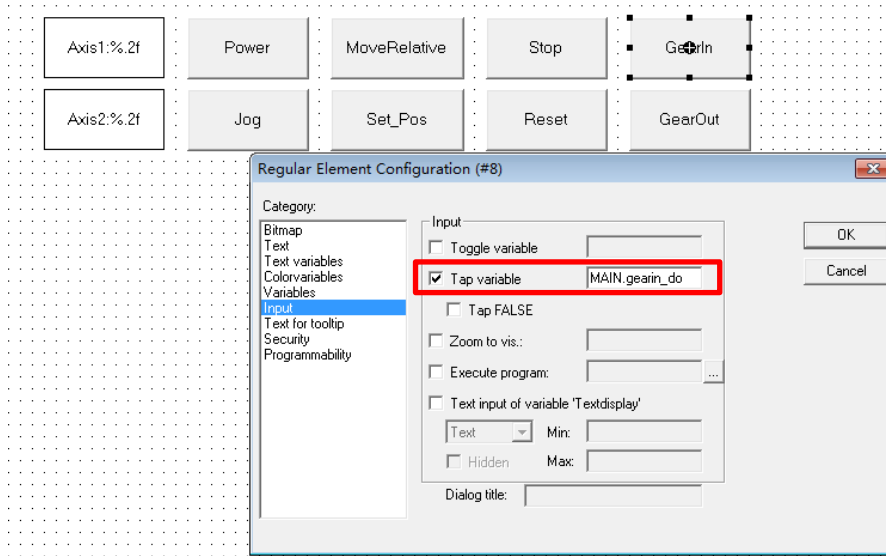 Axis1:%.2f
Power
MoveRelative
Stop
GearIn
Axis2:%.2f
Jog
Set_Pos
Reset
GearOut
Regular Element Configuration (#8)
Category:
Bitmap
Text
Text variables
Colorvariables
Variables
Input
Text for tooltip
Security
Programmability
Input
Toggle variable
Tap variable
MAIN.gearin_do
Tap FALSE
Zoom to vis.:
Execute program:
...
Text input of variable 'Textdisplay'
Text
Min:
Hidden
Max:
Dialog title:
OK
Cancel